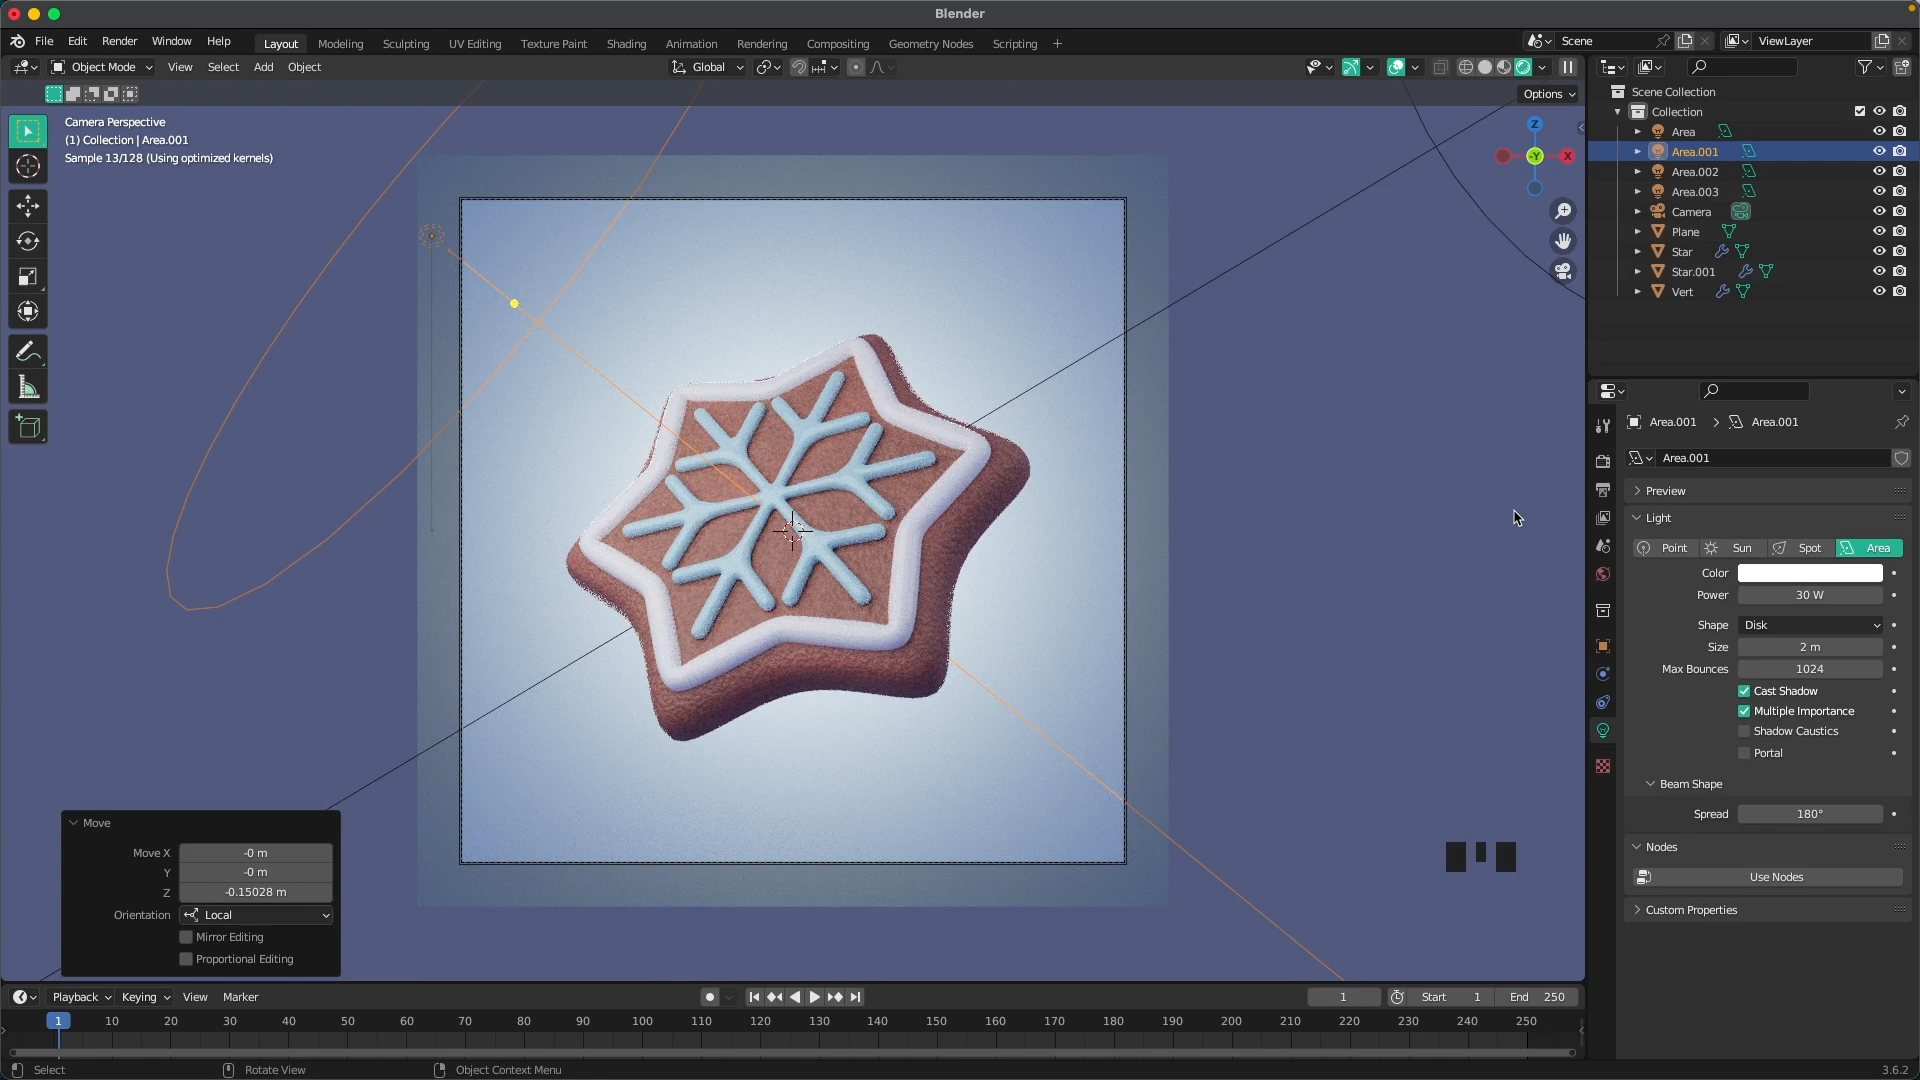 Blender
File Edit Render Window Help Layout Modeling Sculpting UV Editing Texture Paint Shading Animation Rendering Compositing Geometry Nodes Scripting + Scene ViewLayer
Object Mode View Select Add Object Global
Options
Camera Perspective
(1) Collection | Area.001
Sample 13/128 (Using optimized kernels)
Z
-Y
X
Scene Collection
Collection
Area
Area.001
Area.002
Area.003
Camera
Plane
Star
Star.001
Vert
Area.001 > Area.001
Area.001
Preview
Light
Point Sun Spot Area
Color
Power 30 W
Shape Disk
Size 2 m
Max Bounces 1024
Cast Shadow
Multiple Importance
Shadow Caustics
Portal
Beam Shape
Spread 180°
Nodes
Use Nodes
Custom Properties
Move
Move X -0 m
Y -0 m
Z -0.15028 m
Orientation Local
Mirror Editing
Proportional Editing
Playback Keying View Marker 1 Start 1 End 250
1 10 20 30 40 50 60 70 80 90 100 110 120 130 140 150 160 170 180 190 200 210 220 230 240 250
Select Rotate View Object Context Menu 3.6.2